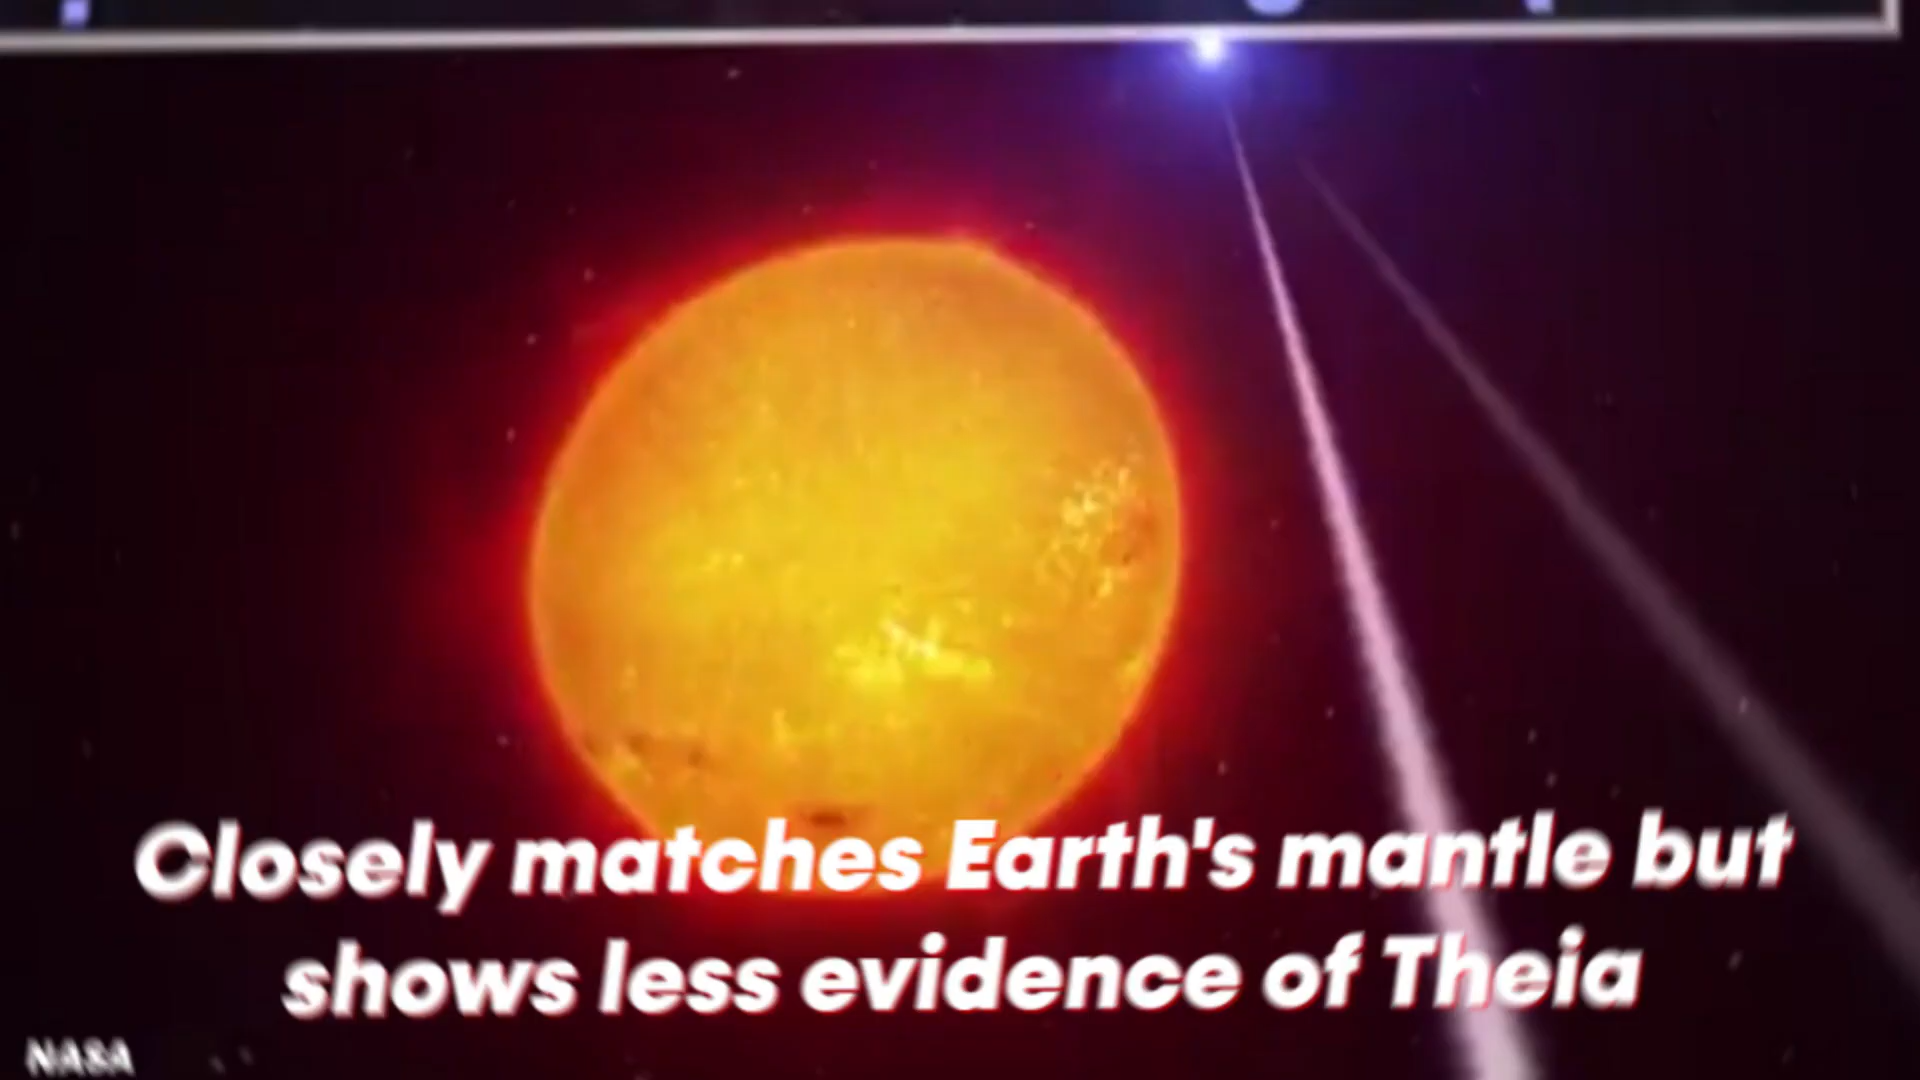 Closely matches Earth's mantle but
shows less evidence of Theia
NASA